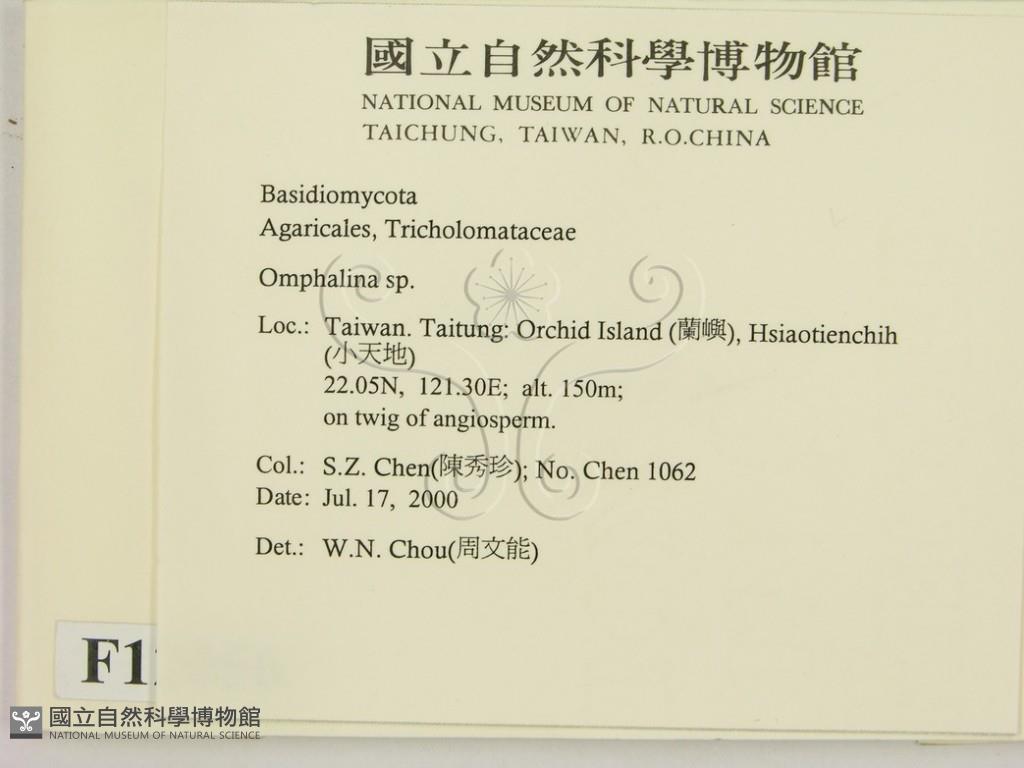 國立自然科學博物館
NATIONAL MUSEUM OF NATURAL SCIENCE
TAICHUNG, TAIWAN, R.O.CHINA
Basidiomycota
Agaricales, Tricholomataceae
Omphalina sp.
Loc.: Taiwan. Taitung: Orchid Island (蘭嶼), Hsiaotienchih
(小天地)
22.05N, 121.30E; alt. 150m;
on twig of angiosperm.
Col.: S.Z. Chen(陳秀珍); No. Chen 1062
Date: Jul. 17, 2000
Det.: W.N. Chou(周文能)
國立自然科學博物館
NATIONAL MUSEUM OF NATURAL SCIENCE